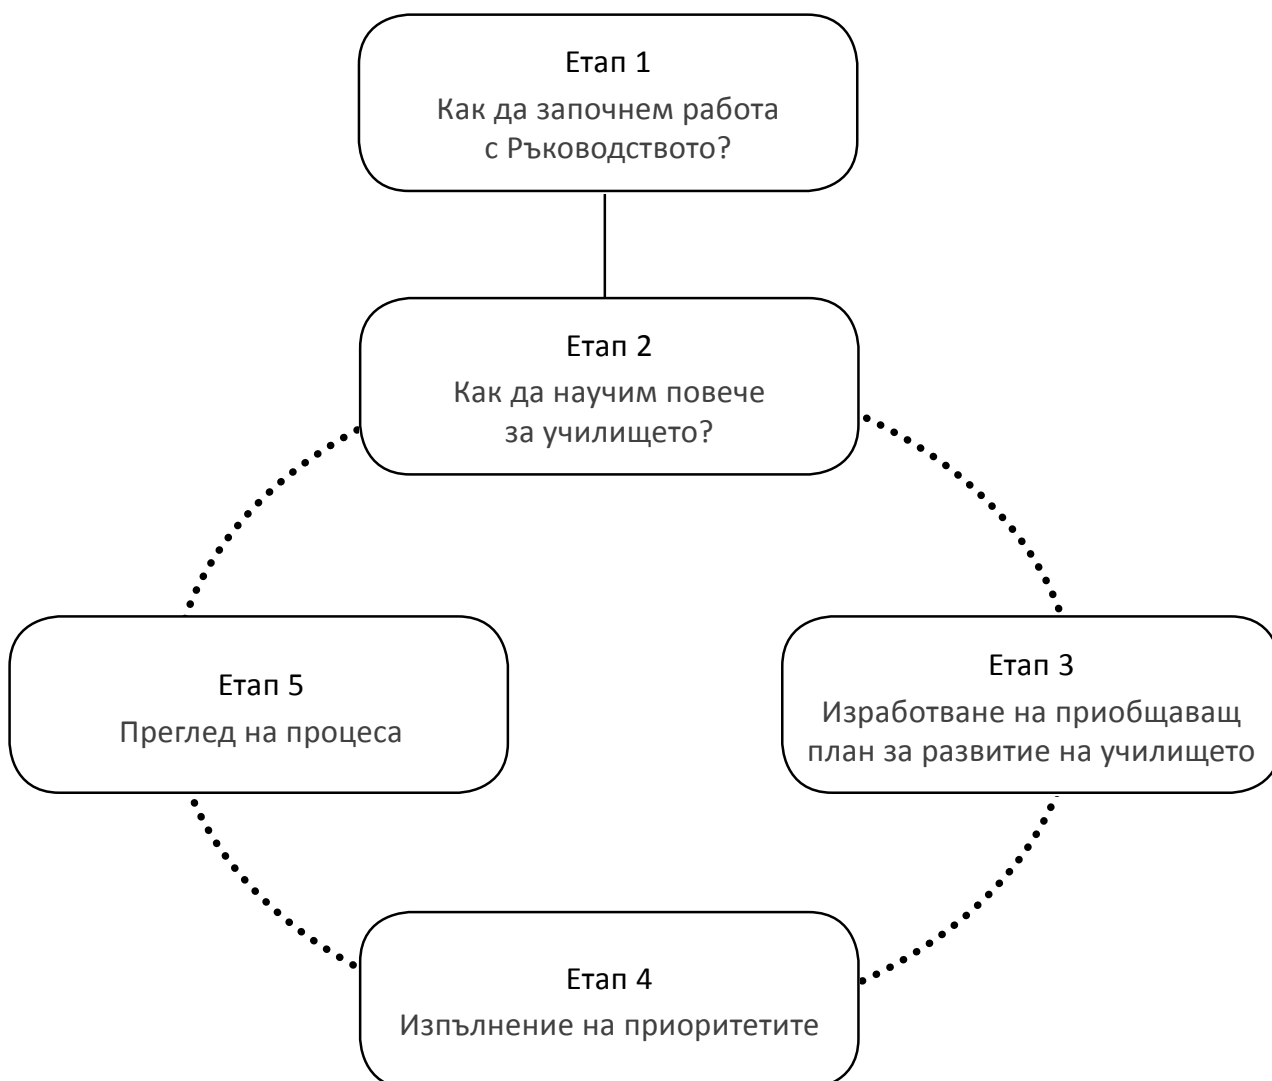 Етап 1
Как да започнем работа
с Ръководството?
Етап 2
Как да научим повече
за училището?
Етап 3
Изработване на приобщаващ
план за развитие на училището
Етап 5
Преглед на процеса
Етап 4
Изпълнение на приоритетите